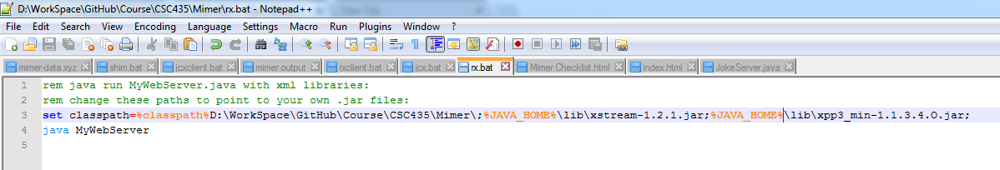 D:\WorkSpace\GitHub\Course\CSC435\Mimer\rx.bat - Notepad++
File Edit Search View Encoding Language Settings Macro Run Plugins Window ?
mimer-data.xyz shim.bat jcxclient.bat mimer.output rxclient.bat jcx.bat rx.bat Mimer Checklist.html index.html JokeServer.java
1 rem java run MyWebServer.java with xml libraries:
2 rem change these paths to point to your own .jar files:
3 set classpath=%classpath%D:\WorkSpace\GitHub\Course\CSC435\Mimer\;%JAVA_HOME%\lib\xstream-1.2.1.jar;%JAVA_HOME%\lib\xpp3_min-1.1.3.4.O.jar;
4 java MyWebServer
5